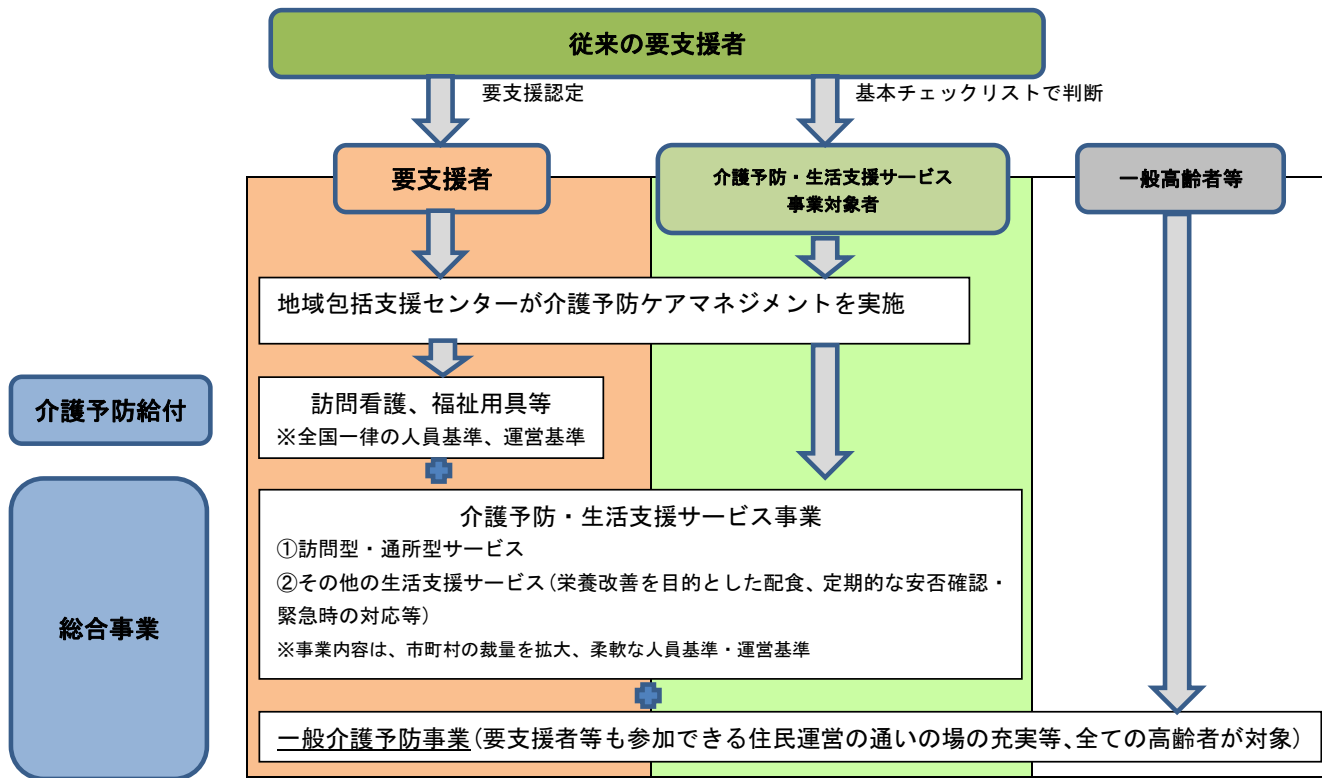 従来の要支援者
要支援認定
基本チェックリストで判断
要支援者
介護予防・生活支援サービス
事業対象者
一般高齢者等
地域包括支援センターが介護予防ケアマネジメントを実施
介護予防給付
訪問看護、福祉用具等
※全国一律の人員基準、運営基準
総合事業
介護予防・生活支援サービス事業
①訪問型・通所型サービス
②その他の生活支援サービス(栄養改善を目的とした配食、定期的な安否確認・
緊急時の対応等)
※事業内容は、市町村の裁量を拡大、柔軟な人員基準・運営基準
一般介護予防事業(要支援者等も参加できる住民運営の通いの場の充実等、全ての高齢者が対象)